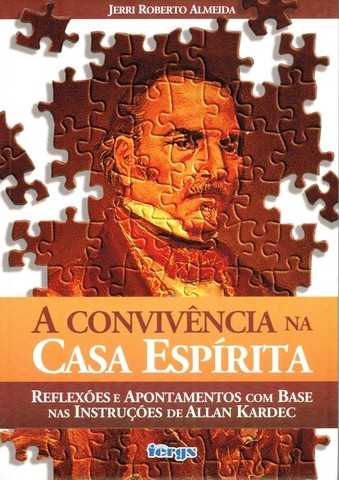 JERRI ROBERTO ALMEIDA
A CONVIVÊNCIA NA
CASA ESPÍRITA
REFLEXÕES E APONTAMENTOS COM BASE
NAS INSTRUÇÕES DE ALLAN KARDEC
fergs